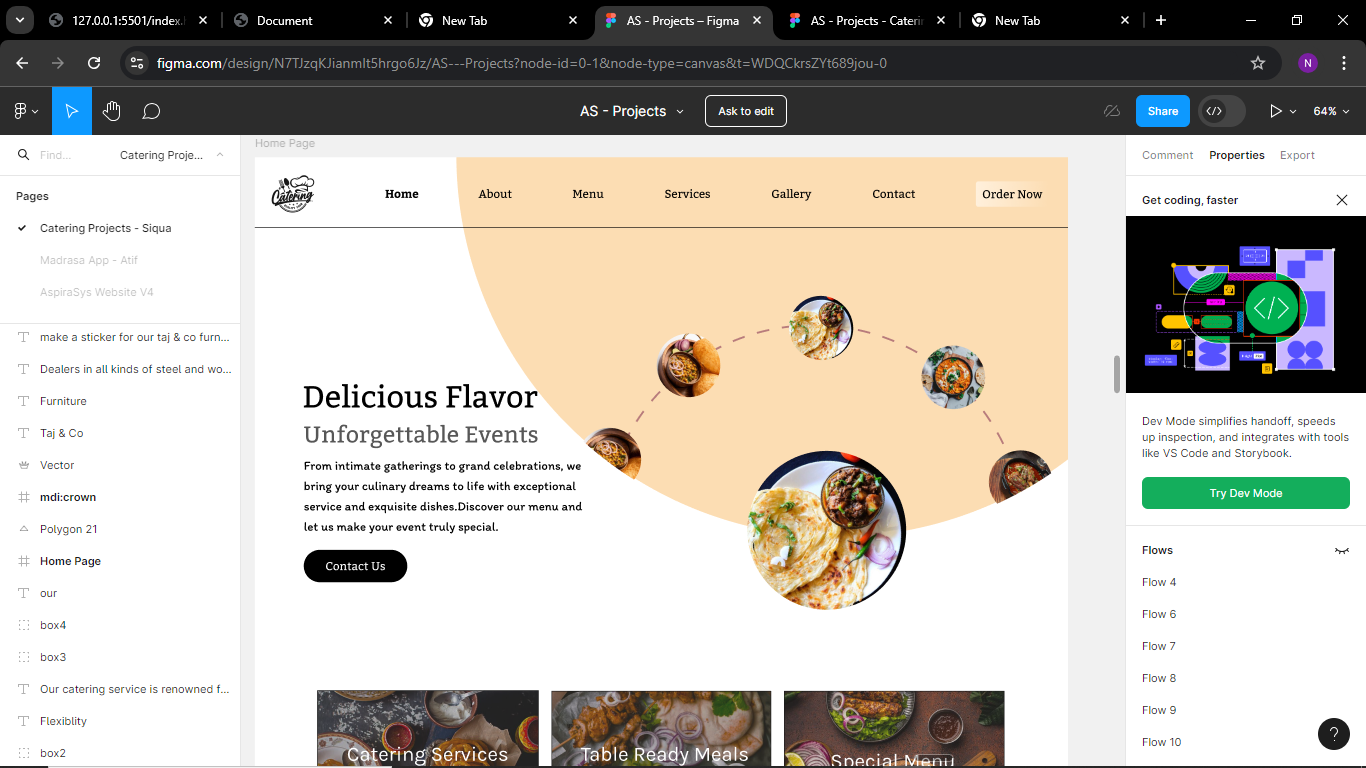 127.0.0.1:5501/index.
Document
New Tab
AS - Projects – Figma
AS - Projects - Caterin
New Tab
figma.com/design/N7TJzqKJianmIt5hrgo6Jz/AS---Projects?node-id=0-1&node-type=canvas&t=WDQCkrsZYt689jou-0
N
AS - Projects
Ask to edit
Share
64%
Find...
Catering Proje...
Pages
Catering Projects - Siqua
Madrasa App - Atif
AspiraSys Website V4
make a sticker for our taj & co furn...
Dealers in all kinds of steel and wo...
Furniture
Taj & Co
Vector
mdi:crown
Polygon 21
Home Page
our
box4
box3
Our catering service is renowned f...
Flexiblity
box2
Home Page
Catering
Home
About
Menu
Services
Gallery
Contact
Order Now
Delicious Flavor
Unforgettable Events
From intimate gatherings to grand celebrations, we
bring your culinary dreams to life with exceptional
service and exquisite dishes.Discover our menu and
let us make your event truly special.
Contact Us
Catering Services
Table Ready Meals
Special Menu
Comment
Properties
Export
Get coding, faster
Dev Mode simplifies handoff, speeds
up inspection, and integrates with tools
like VS Code and Storybook.
Try Dev Mode
Flows
Flow 4
Flow 6
Flow 7
Flow 8
Flow 9
Flow 10
?